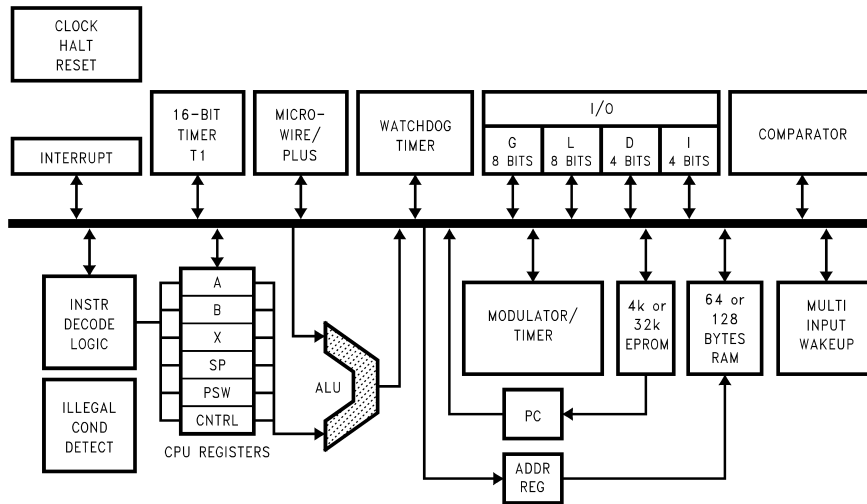 CLOCK
HALT
RESET
INTERRUPT
16-BIT
TIMER
T1
MICRO-
WIRE/
PLUS
WATCHDOG
TIMER
I/O
G
8 BITS
L
8 BITS
D
4 BITS
I
4 BITS
COMPARATOR
INSTR
DECODE
LOGIC
ILLEGAL
COND
DETECT
A
B
X
SP
PSW
CNTRL
CPU REGISTERS
ALU
MODULATOR/
TIMER
4k or
32k
EPROM
64 or
128
BYTES
RAM
MULTI
INPUT
WAKEUP
PC
ADDR
REG